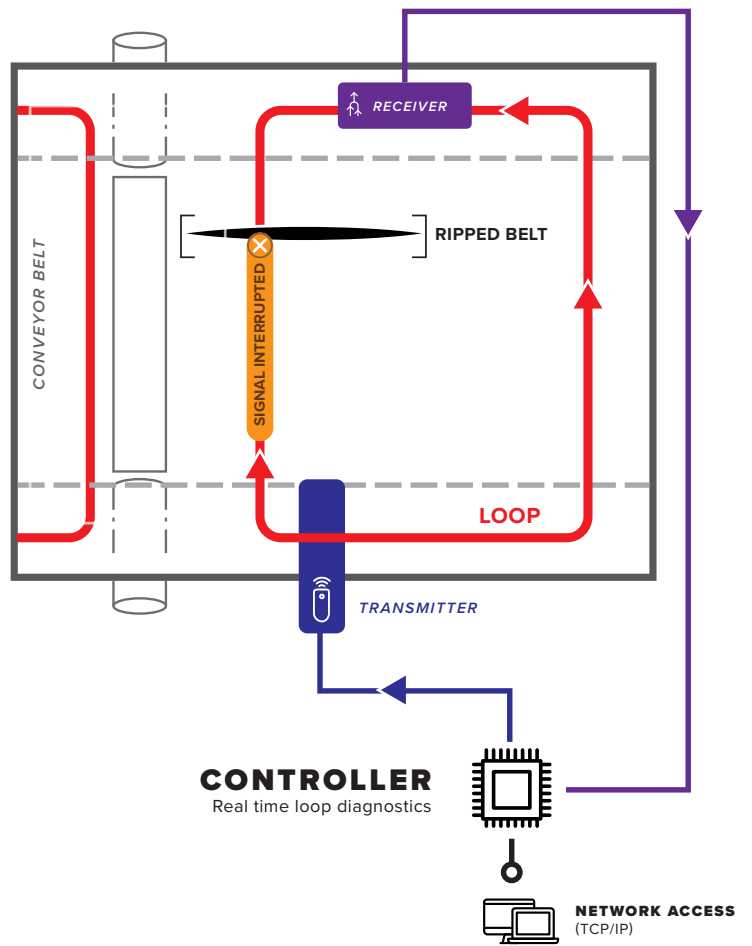 RECEIVER
CONVEYOR BELT
RIPPED BELT
SIGNAL INTERRUPTED
LOOP
TRANSMITTER
CONTROLLER
Real time loop diagnostics
NETWORK ACCESS
(TCP/IP)